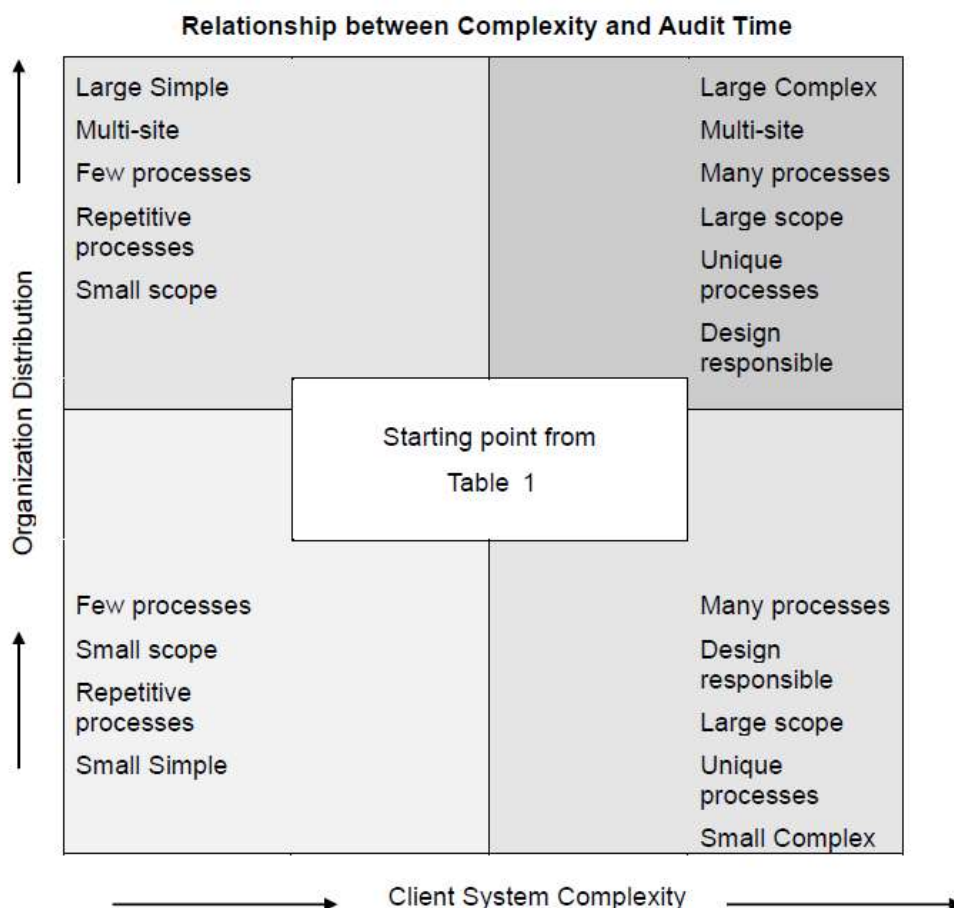 Relationship between Complexity and Audit Time
Large Simple
Multi-site
Few processes
Repetitive
processes
Small scope
Large Complex
Multi-site
Many processes
Large scope
Unique
processes
Design
responsible
Organization Distribution
Starting point from
Table 1
Few processes
Small scope
Repetitive
processes
Small Simple
Many processes
Design
responsible
Large scope
Unique
processes
Small Complex
Client System Complexity